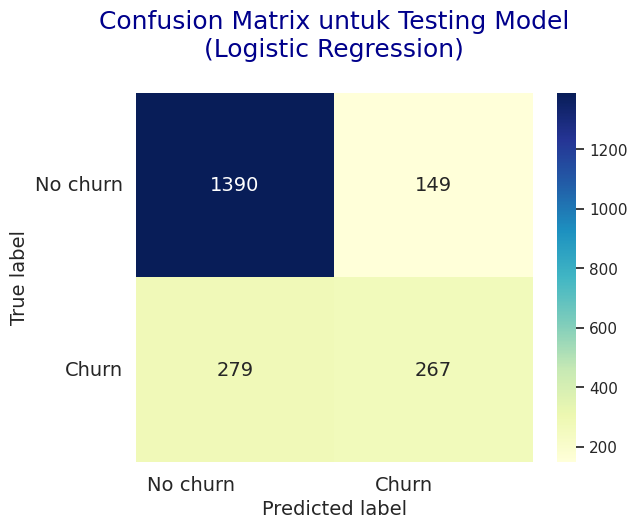 Confusion Matrix untuk Testing Model
(Logistic Regression)
No churn
1390
149
Churn
279
267
True label
No churn
Churn
Predicted label
1200
1000
800
600
400
200